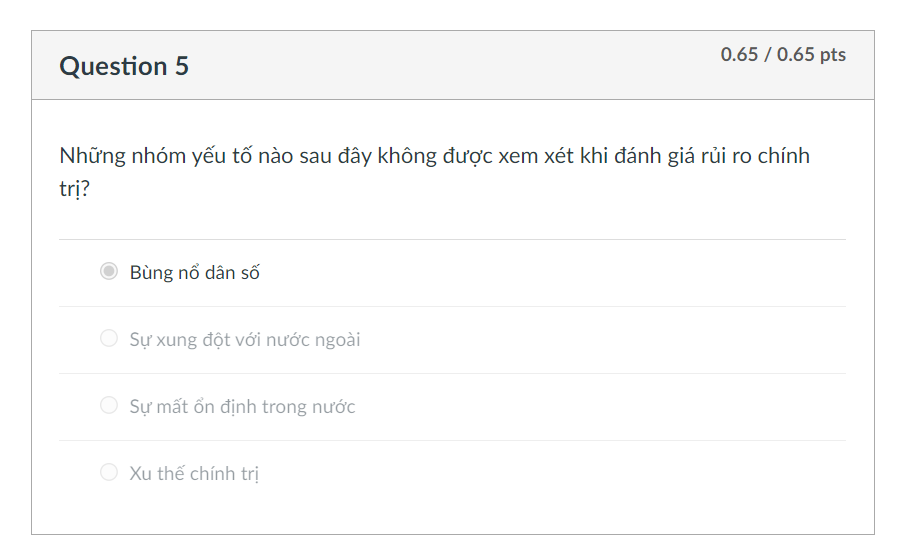 Question 5
0.65 / 0.65 pts
Những nhóm yếu tố nào sau đây không được xem xét khi đánh giá rủi ro chính
trị?
Bùng nổ dân số
Sự xung đột với nước ngoài
Sự mất ổn định trong nước
Xu thế chính trị